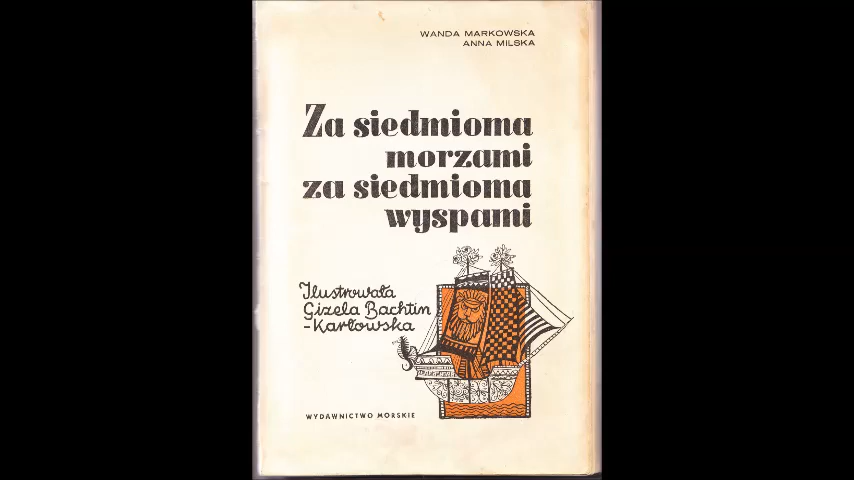 WANDA MARKOWSKA
ANNA MILSKA
Za siedmioma
morzami
za siedmioma
wyspami
Ilustrowała
Gizela Bachtin
-Karłowska
WYDAWNICTWO MORSKIE